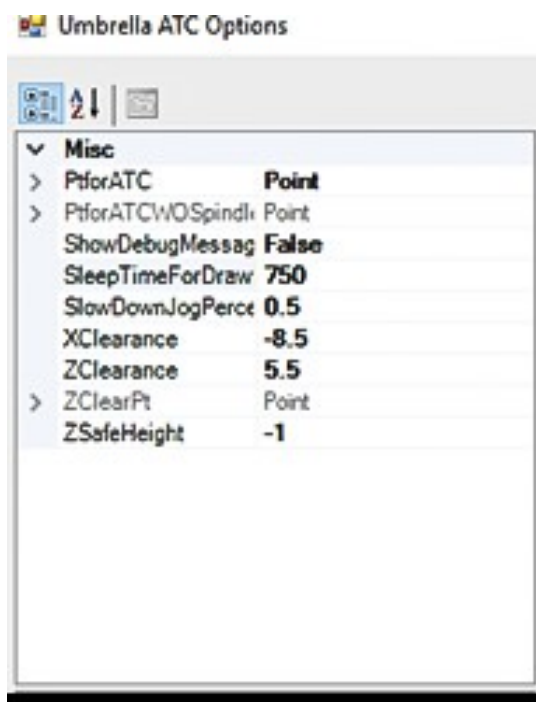 Umbrella ATC Options
Misc
PtforATC Point
PtforATCWOSpindl Point
ShowDebugMessag False
SleepTimeForDraw 750
SlowDownJogPerce 0.5
XClearance -8.5
ZClearance 5.5
ZClearPt Point
ZSafeHeight -1